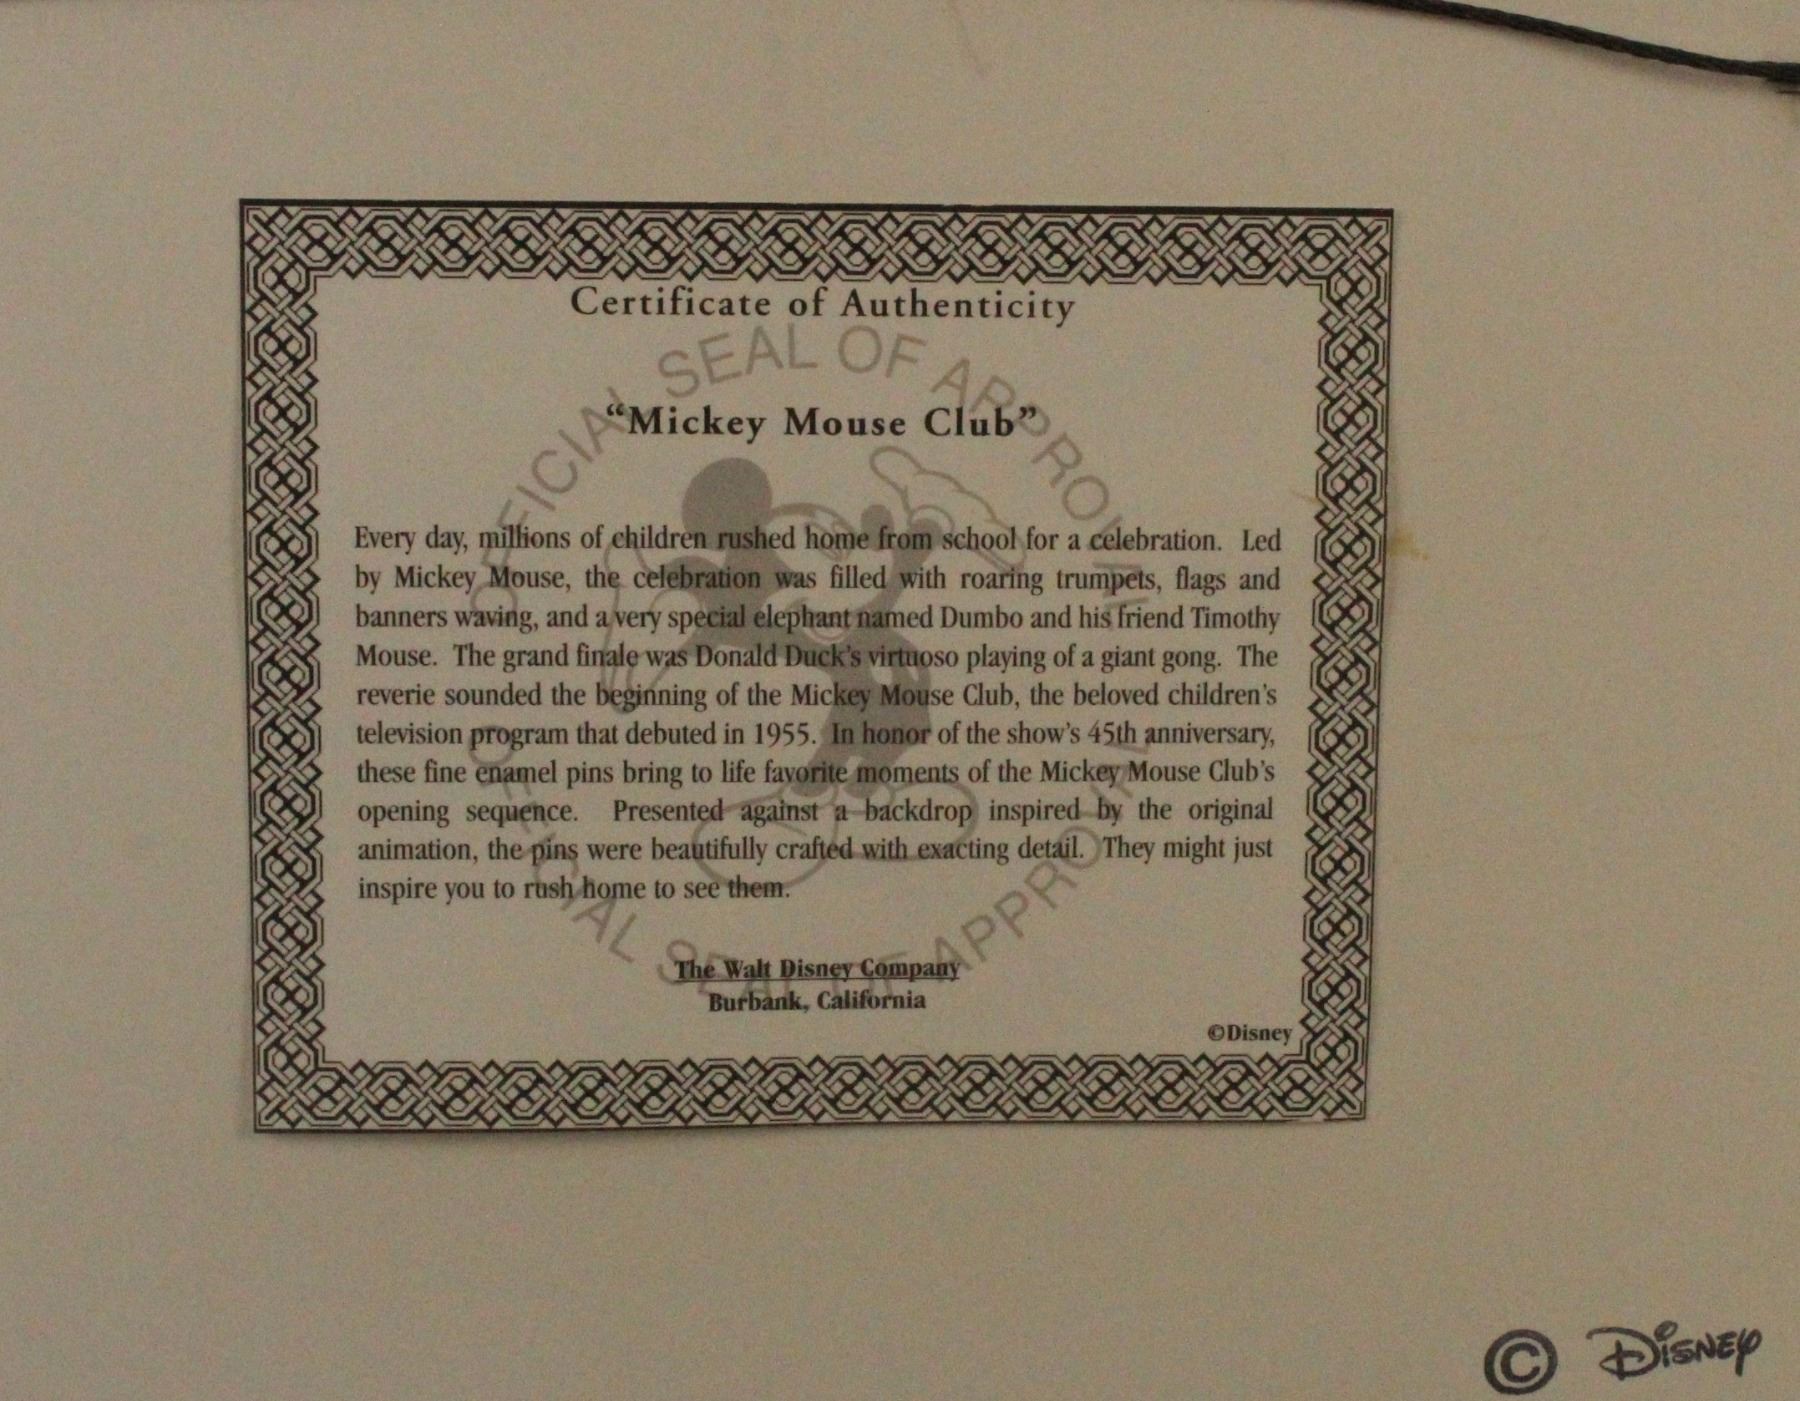 Certificate of Authenticity
OFFICIAL SEAL OF APPROVAL
“Mickey Mouse Club”
Every day, millions of children rushed home from school for a celebration. Led
by Mickey Mouse, the celebration was filled with roaring trumpets, flags and
banners waving, and a very special elephant named Dumbo and his friend Timothy
Mouse. The grand finale was Donald Duck’s virtuoso playing of a giant gong. The
reverie sounded the beginning of the Mickey Mouse Club, the beloved children’s
television program that debuted in 1955. In honor of the show’s 45th anniversary,
these fine enamel pins bring to life favorite moments of the Mickey Mouse Club’s
opening sequence. Presented against a backdrop inspired by the original
animation, the pins were beautifully crafted with exacting detail. They might just
inspire you to rush home to see them.
OFFICIAL SEAL OF APPROVAL
The Walt Disney Company
Burbank, California
©Disney
© Disney